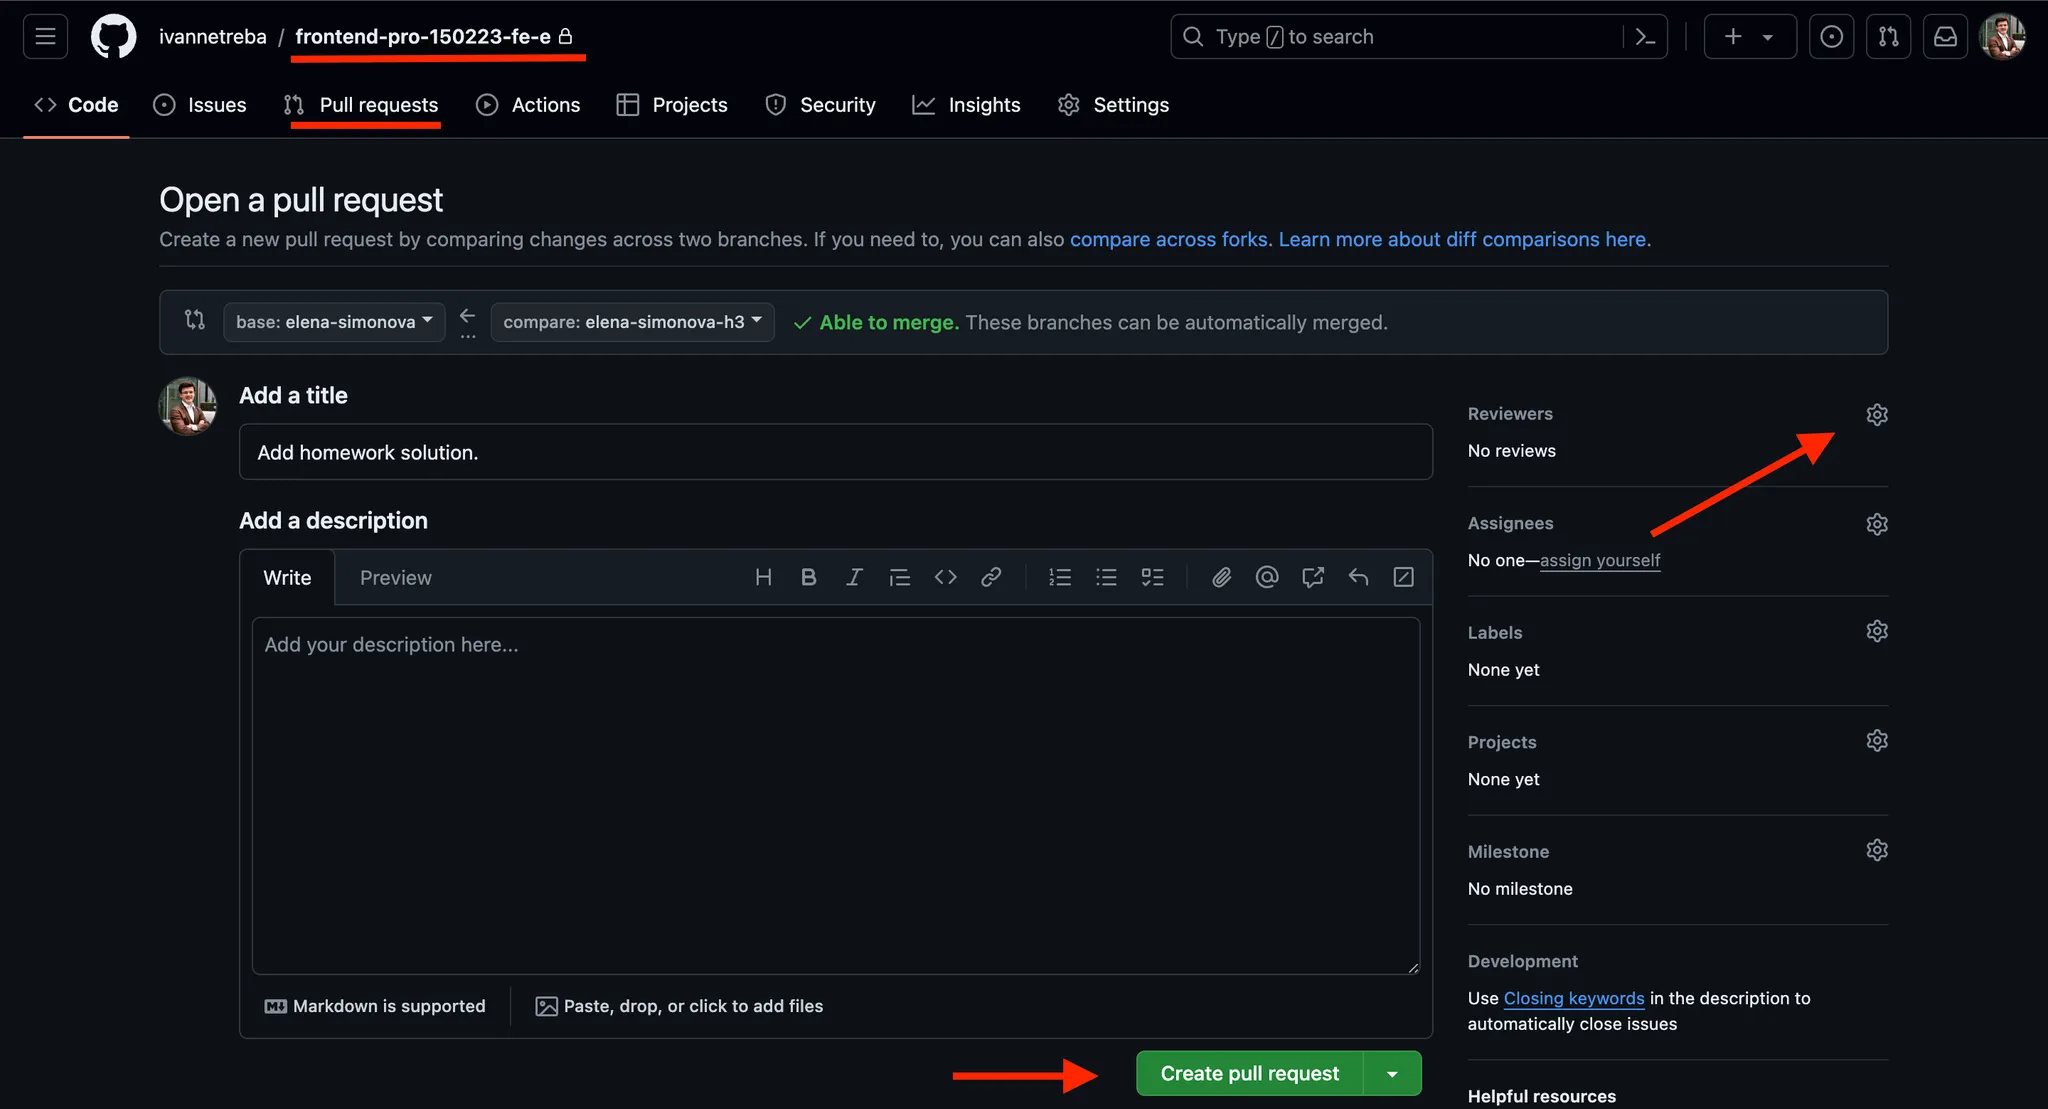 ivannetreba / frontend-pro-150223-fe-e
Type / to search
Code Issues Pull requests Actions Projects Security Insights Settings
Open a pull request
Create a new pull request by comparing changes across two branches. If you need to, you can also compare across forks. Learn more about diff comparisons here.
base: elena-simonova compare: elena-simonova-h3 Able to merge. These branches can be automatically merged.
Add a title
Add homework solution.
Add a description
Write Preview
Add your description here...
Markdown is supported Paste, drop, or click to add files
Create pull request
Reviewers
No reviews
Assignees
No one—assign yourself
Labels
None yet
Projects
None yet
Milestone
No milestone
Development
Use Closing keywords in the description to
automatically close issues
Helpful resources